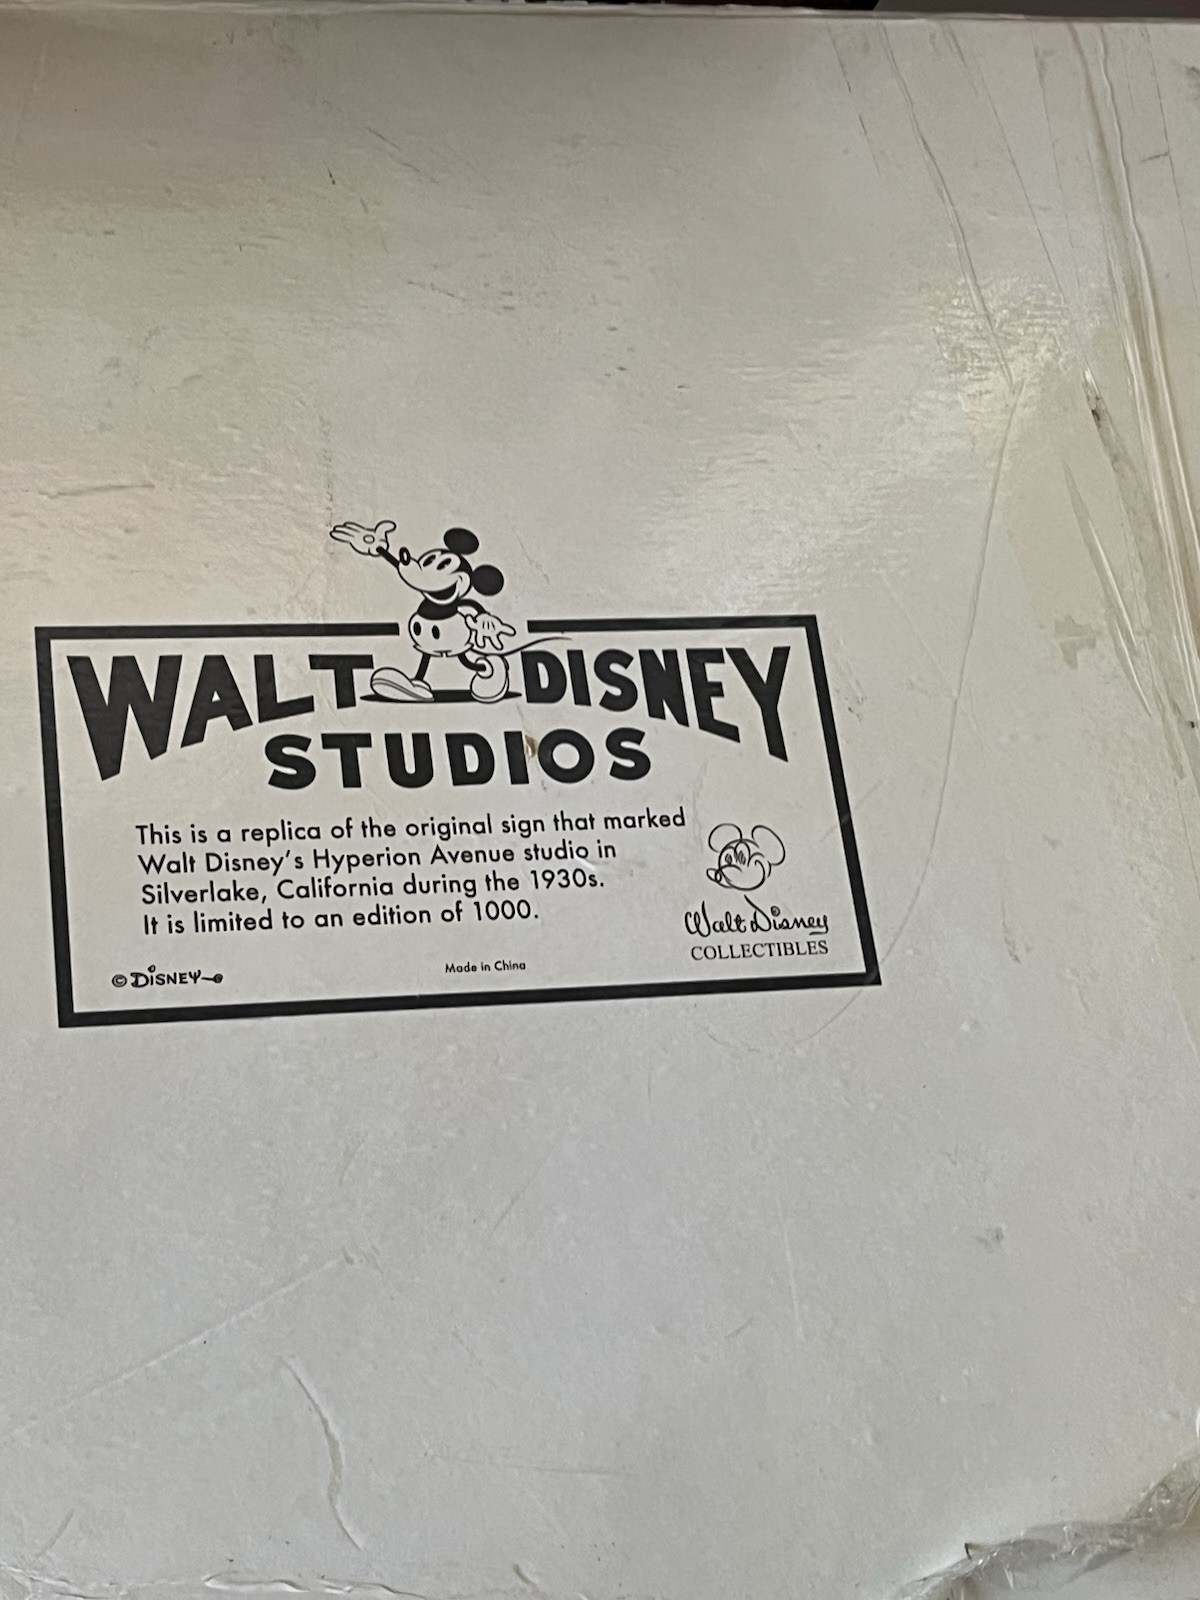 WALT DISNEY
STUDIOS
This is a replica of the original sign that marked
Walt Disney's Hyperion Avenue studio in
Silverlake, California during the 1930s.
It is limited to an edition of 1000.
Walt Disney
COLLECTIBLES
© DISNEY
Made in China